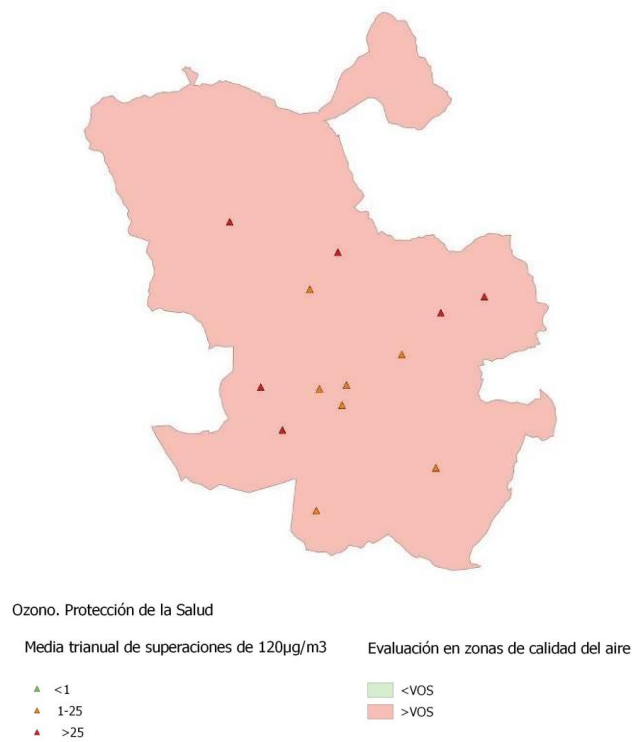 Ozono. Protección de la Salud
Media trianual de superaciones de 120µg/m3
<1
1-25
>25
Evaluación en zonas de calidad del aire
<VOS
>VOS